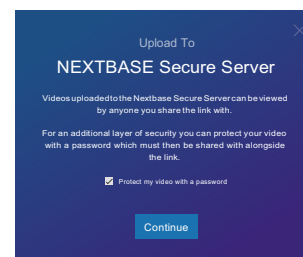 Upload To
NEXTBASE Secure Server
Videos uploaded to the Nextbase Secure Server can be viewed
by anyone you share the link with.
For an additional layer of security you can protect your video
with a password which must then be shared with alongside
the link.
Protect my video with a password
Continue